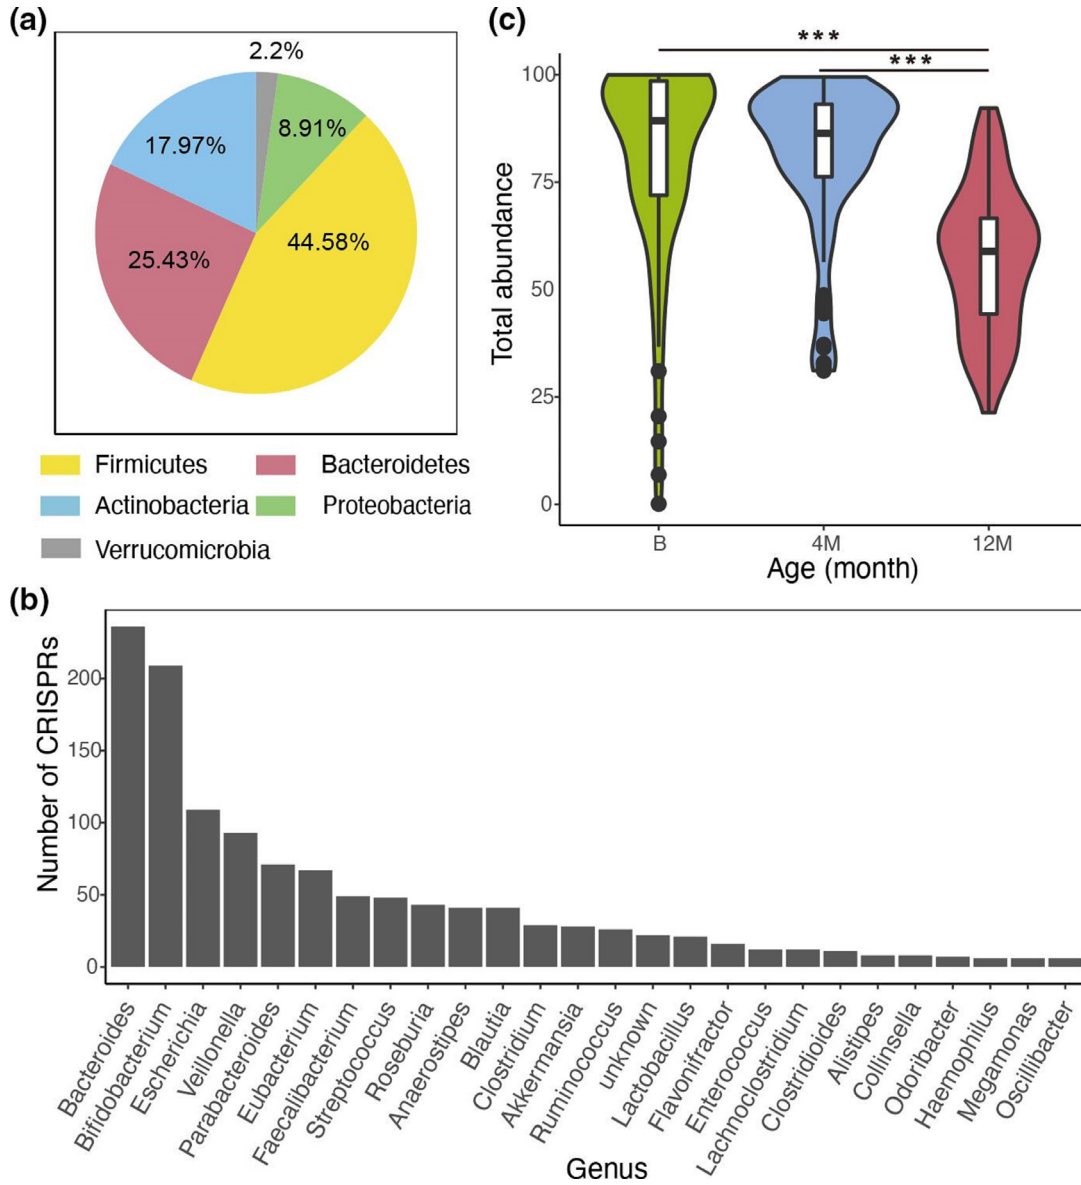 (a)
2.2%
8.91%
17.97%
44.58%
25.43%
Firmicutes
Bacteroidetes
Actinobacteria
Proteobacteria
Verrucomicrobia
(c)
***
***
100
75
50
25
0
Total abundance
B
4M
12M
Age (month)
(b)
Number of CRISPRs
200
150
100
50
0
Bacteroides
Bifidobacterium
Escherichia
Veillonella
Parabacteroides
Eubacterium
Faecalibacterium
Streptococcus
Roseburia
Anaerostipes
Blautia
Clostridium
Akkermansia
Ruminococcus
unknown
Lactobacillus
Flavonifractor
Enterococcus
Lachnoclostridium
Clostridioides
Alistipes
Collinsella
Odoribacter
Haemophilus
Megamonas
Oscillibacter
Genus